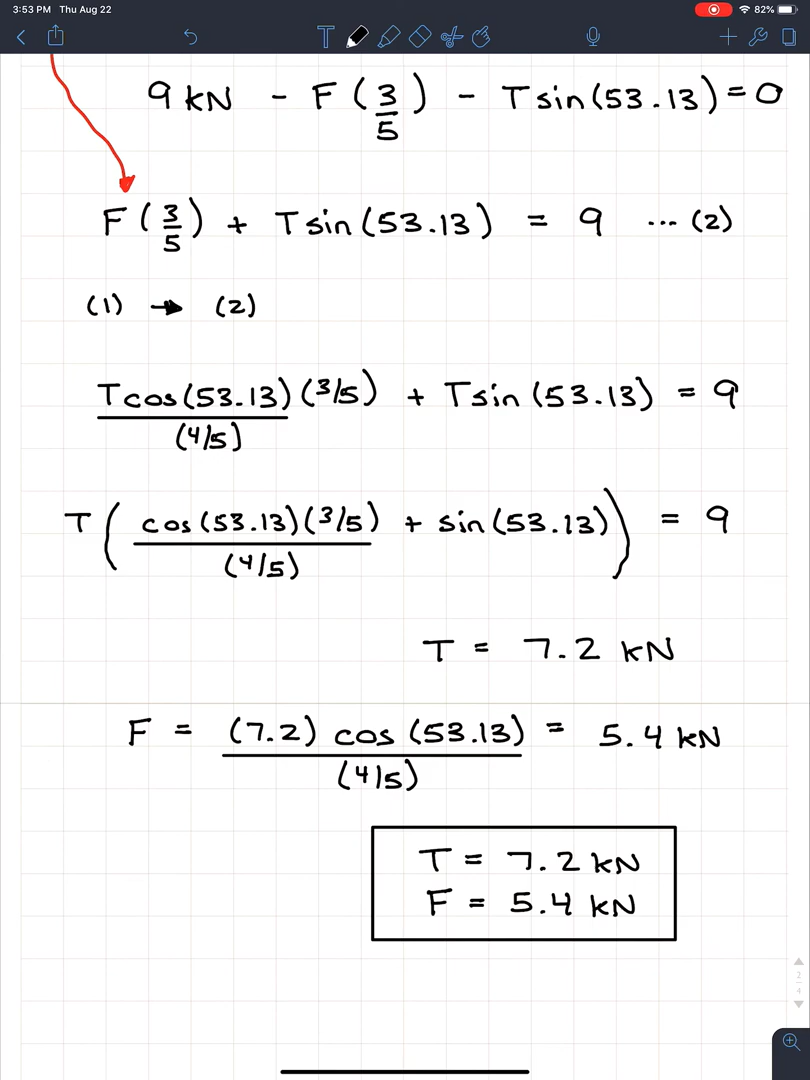 3:53 PM Thu Aug 22 82%
T
9 kN - F (3/5) - T sin(53.13) = 0
F (3/5) + T sin(53.13) = 9 ... (2)
(1) → (2)
T cos(53.13) (3/5) / (4/5) + T sin(53.13) = 9
T ( cos(53.13) (3/5) / (4/5) + sin(53.13) ) = 9
T = 7.2 kN
F = (7.2) cos(53.13) / (4/5) = 5.4 kN
T = 7.2 kN
F = 5.4 kN
2/4